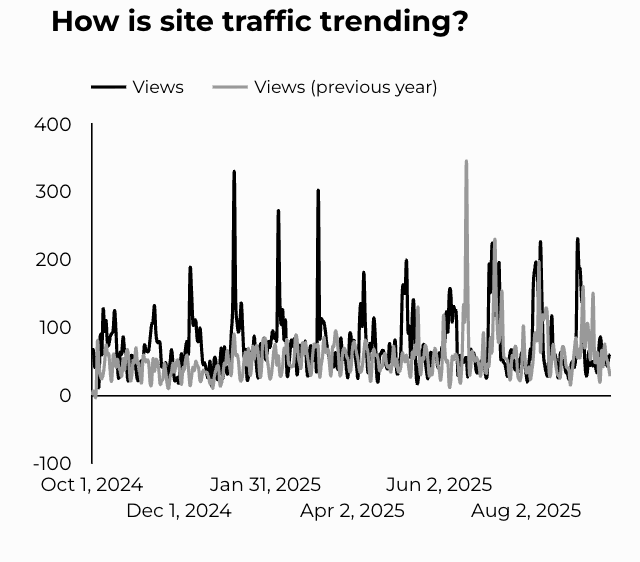 How is site traffic trending?
Views
Views (previous year)
400
300
200
100
0
-100
Oct 1, 2024
Jan 31, 2025
Jun 2, 2025
Dec 1, 2024
Apr 2, 2025
Aug 2, 2025